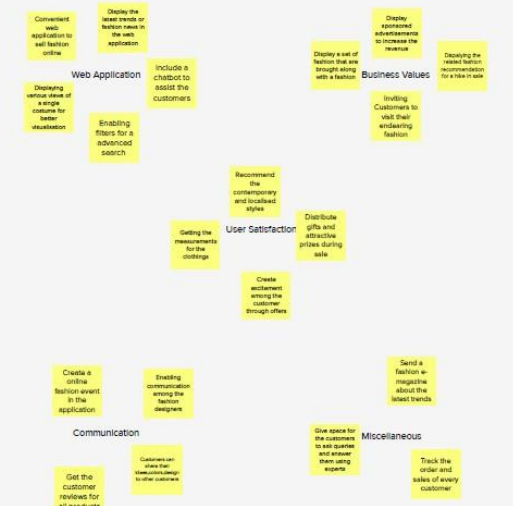 Convenient
web
application to
sell fashion
online
Display the
latest trends or
fashion news in
the web
application
Web Application
Include a
chatbot to
assist the
customers
Displaying
various views of
a single
costume for
better
visualisation
Enabling
filters for a
advanced
search
Display
sponsored
advertisements
to increase the
revenue
Display a set of
fashion that are
brought along
with a fashion
Business Values
Dispalying the
related fashion
recommendation
for a hike in sale
Inviting
Customers to
visit their
endearing
fashion
Recommend
the
contemporary
and localised
styles
Getting the
measurements
for the
clothings
User Satisfaction
Distribute
gifts and
attractive
prizes during
sale
Create
excitement
among the
customer
through offers
Create a
online
fashion event
in the
application
Enabling
communication
among the
fashion
designers
Communication
Customers can
share their
to other customers
Get the
customer
reviews for
all products
Send a
fashion e-
magazine
about the
latest trends
Give space for
the customers
to ask queries
and answer
them using
experts
Miscellaneous
Track the
order and
sales of every
customer